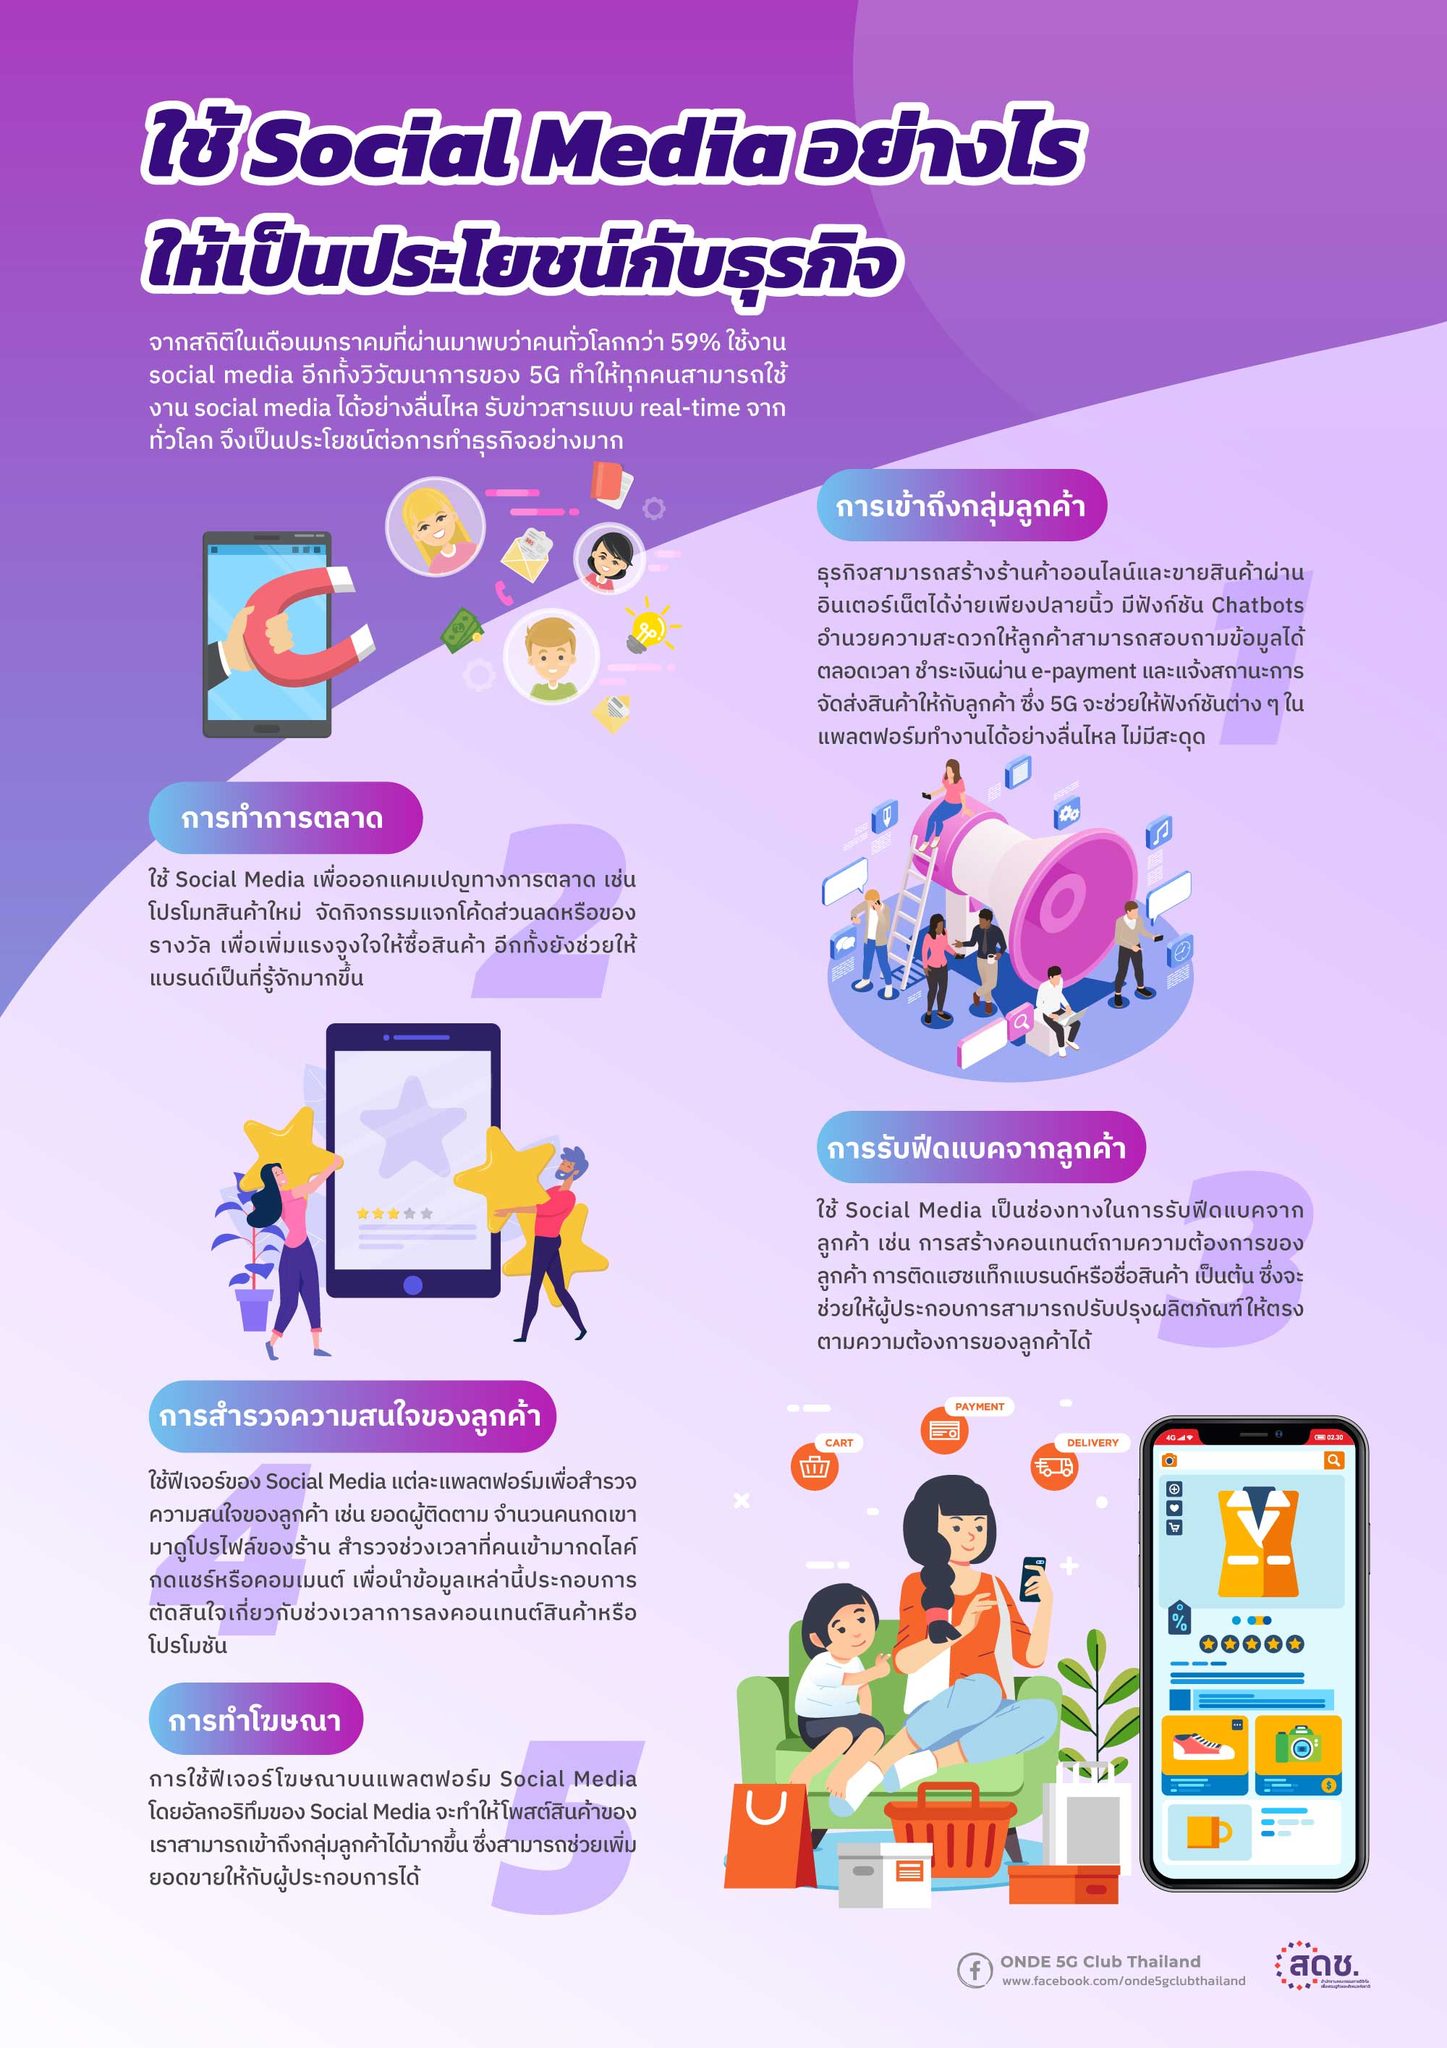 ใช้ Social Media อย่างไร
ให้เป็นประโยชน์กับธุรกิจ
จากสถิติในเดือนมกราคมที่ผ่านมาพบว่าคนทั่วโลกกว่า 59% ใช้งาน
social media อีกทั้งวิวัฒนาการของ 5G ทำให้ทุกคนสามารถใช้
งาน social media ได้อย่างลื่นไหล รับข่าวสารแบบ real-time จาก
ทั่วโลก จึงเป็นประโยชน์ต่อการทำธุรกิจอย่างมาก
การเข้าถึงกลุ่มลูกค้า
1
ธุรกิจสามารถสร้างร้านค้าออนไลน์และขายสินค้าผ่าน
อินเตอร์เน็ตได้ง่ายเพียงปลายนิ้ว มีฟังก์ชัน Chatbots
อำนวยความสะดวกให้ลูกค้าสามารถสอบถามข้อมูลได้
ตลอดเวลา ชำระเงินผ่าน e-payment และแจ้งสถานะการ
จัดส่งสินค้าให้กับลูกค้า ซึ่ง 5G จะช่วยให้ฟังก์ชันต่าง ๆ ใน
แพลตฟอร์มทำงานได้อย่างลื่นไหล ไม่มีสะดุด
การทำการตลาด
2
ใช้ Social Media เพื่อออกแคมเปญทางการตลาด เช่น
โปรโมทสินค้าใหม่ จัดกิจกรรมแจกโค้ดส่วนลดหรือของ
รางวัล เพื่อเพิ่มแรงจูงใจให้ซื้อสินค้า อีกทั้งยังช่วยให้
แบรนด์เป็นที่รู้จักมากขึ้น
การรับฟีดแบคจากลูกค้า
3
ใช้ Social Media เป็นช่องทางในการรับฟีดแบคจาก
ลูกค้า เช่น การสร้างคอนเทนต์ถามความต้องการของ
ลูกค้า การติดแฮชแท็กแบรนด์หรือชื่อสินค้า เป็นต้น ซึ่งจะ
ช่วยให้ผู้ประกอบการสามารถปรับปรุงผลิตภัณฑ์ให้ตรง
ตามความต้องการของลูกค้าได้
การสำรวจความสนใจของลูกค้า
4
ใช้ฟีเจอร์ของ Social Media แต่ละแพลตฟอร์มเพื่อสำรวจ
ความสนใจของลูกค้า เช่น ยอดผู้ติดตาม จำนวนคนกดเขา
มาดูโปรไฟล์ของร้าน สำรวจช่วงเวลาที่คนเข้ามากดไลค์
กดแชร์หรือคอมเมนต์ เพื่อนำข้อมูลเหล่านี้ประกอบการ
ตัดสินใจเกี่ยวกับช่วงเวลาการลงคอนเทนต์สินค้าหรือ
โปรโมชัน
การทำโฆษณา
5
การใช้ฟีเจอร์โฆษณาบนแพลตฟอร์ม Social Media
โดยอัลกอริทึมของ Social Media จะทำให้โพสต์สินค้าของ
เราสามารถเข้าถึงกลุ่มลูกค้าได้มากขึ้น ซึ่งสามารถช่วยเพิ่ม
ยอดขายให้กับผู้ประกอบการได้
CART
PAYMENT
DELIVERY
4G
02.30
%
$
ONDE 5G Club Thailand
www.facebook.com/onde5gclubthailand
สดช.